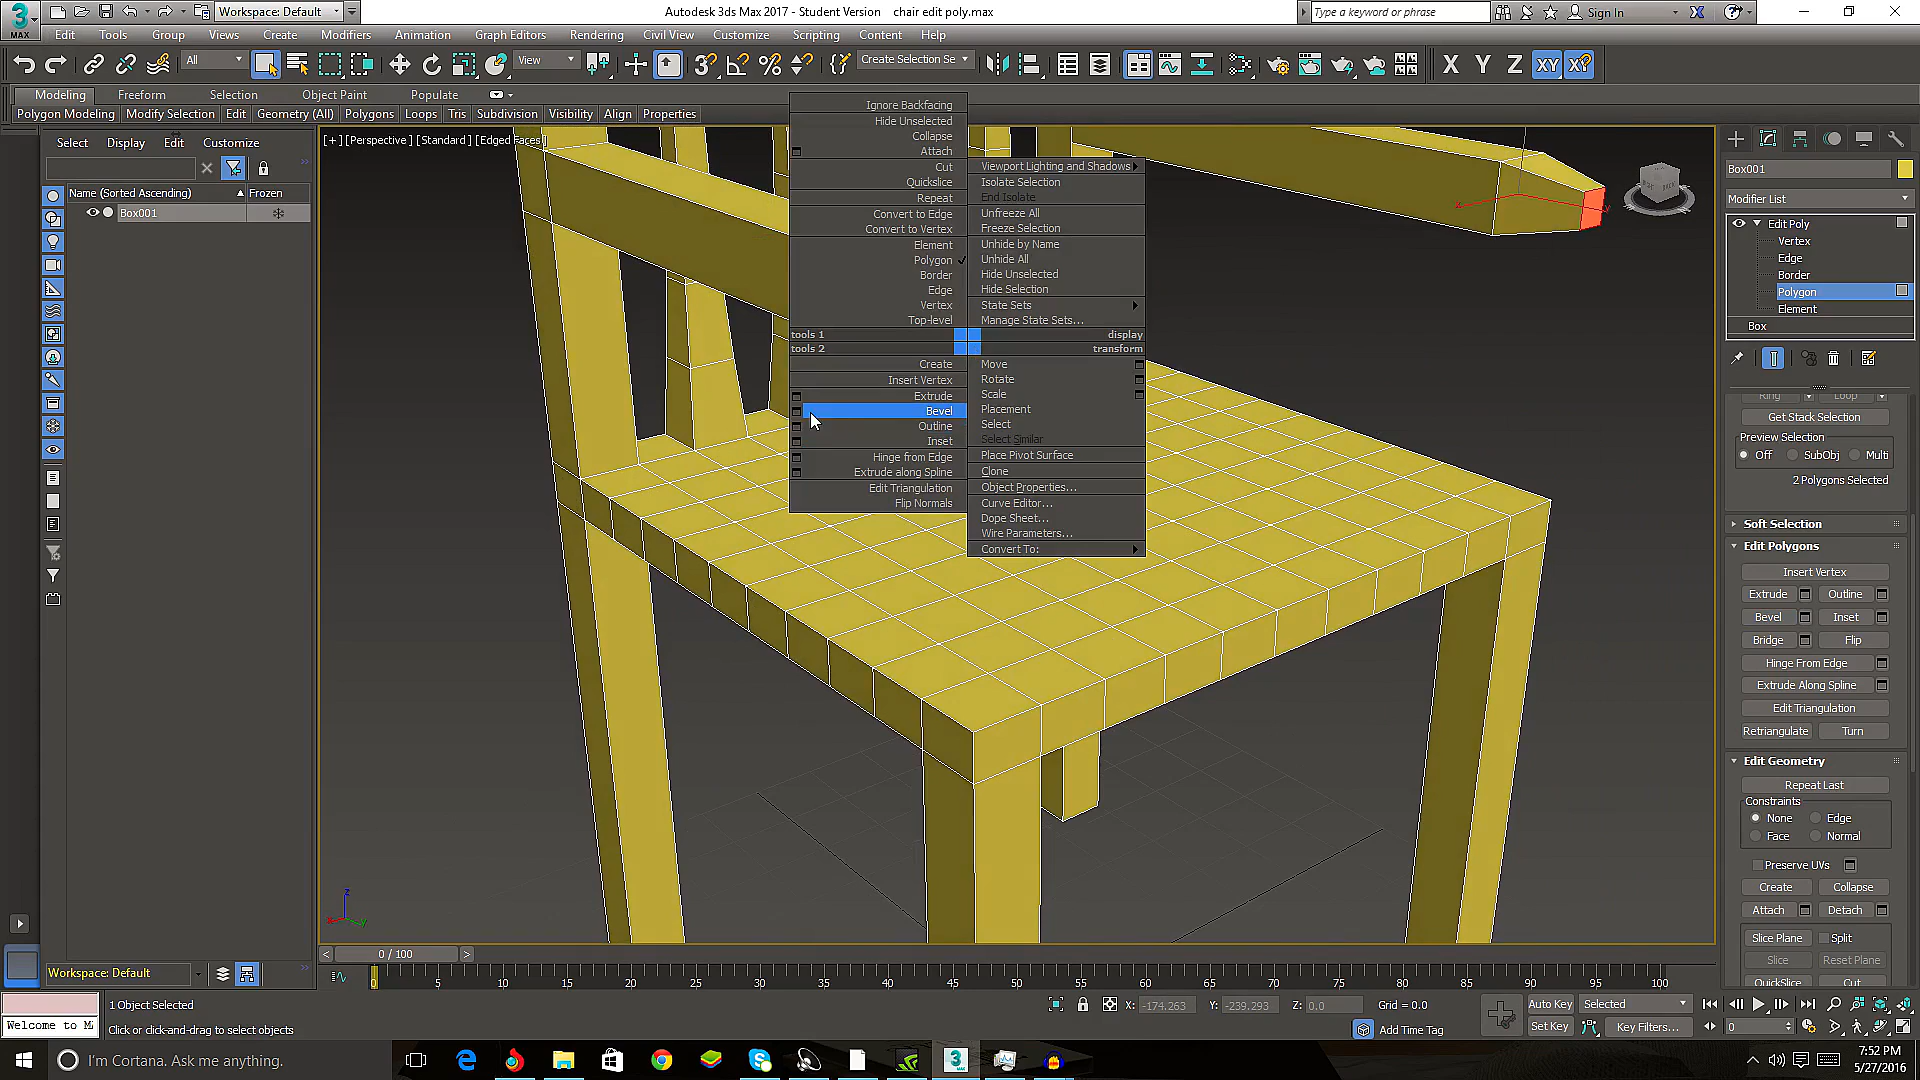 3 MAX Workspace: Default Autodesk 3ds Max 2017 - Student Version chair edit poly.max Type a keyword or phrase Sign In
Edit Tools Group Views Create Modifiers Animation Graph Editors Rendering Civil View Customize Scripting Content Help
All View Create Selection Se X Y Z XY XY
Modeling Freeform Selection Object Paint Populate
Polygon Modeling Modify Selection Edit Geometry (All) Polygons Loops Tris Subdivision Visibility Align Properties
Select Display Edit Customize
Name (Sorted Ascending) Frozen
Box001
[+] [Perspective] [Standard] [Edged Faces]
Ignore Backfacing
Hide Unselected
Collapse
Attach
Cut
Quickslice
Repeat
Convert to Edge
Convert to Vertex
Element
Polygon
Border
Edge
Vertex
Top-level
tools 1
tools 2
Create
Insert Vertex
Extrude
Bevel
Outline
Inset
Hinge from Edge
Extrude along Spline
Edit Triangulation
Flip Normals
Viewport Lighting and Shadows
Isolate Selection
End Isolate
Unfreeze All
Freeze Selection
Unhide by Name
Unhide All
Hide Unselected
Hide Selection
State Sets
Manage State Sets...
display
transform
Move
Rotate
Scale
Placement
Select
Select Similar
Place Pivot Surface
Clone
Object Properties...
Curve Editor...
Dope Sheet...
Wire Parameters...
Convert To:
x y
z
x y
Box001
Modifier List
Edit Poly
Vertex
Edge
Border
Polygon
Element
Box
Ring Loop
Get Stack Selection
Preview Selection
Off SubObj Multi
2 Polygons Selected
Soft Selection
Edit Polygons
Insert Vertex
Extrude Outline
Bevel Inset
Bridge Flip
Hinge From Edge
Extrude Along Spline
Edit Triangulation
Retriangulate Turn
Edit Geometry
Repeat Last
Constraints
None Edge
Face Normal
Preserve UVs
Create Collapse
Attach Detach
Slice Plane Split
Slice Reset Plane
QuickSlice Cut
< 0 / 100 >
Workspace: Default
0 5 10 15 20 25 30 35 40 45 50 55 60 65 70 75 80 85 90 95 100
1 Object Selected X: -174.263 Y: -239.293 Z: 0.0 Grid = 0.0 Auto Key Selected
Welcome to Click or click-and-drag to select objects Add Time Tag Set Key Key Filters... 0
I'm Cortana. Ask me anything.
7:52 PM
5/27/2016